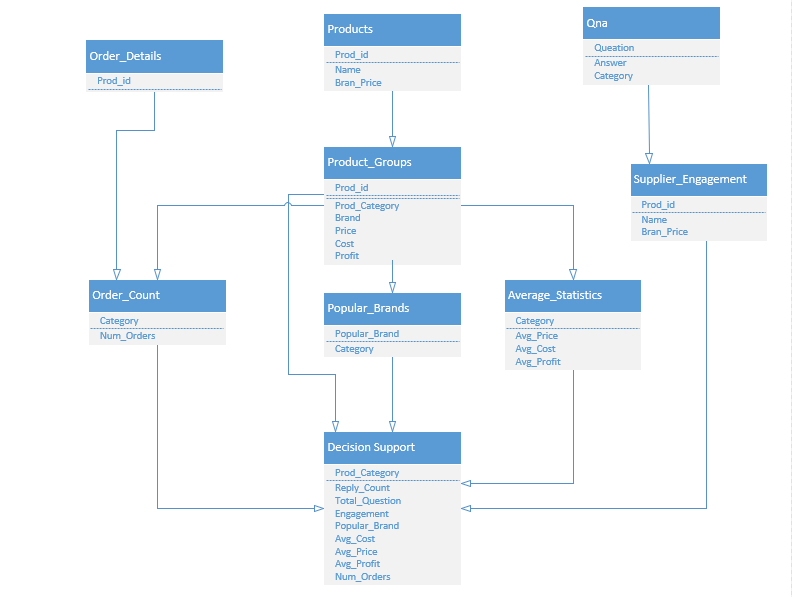 Order_Details
Prod_id
Products
Prod_id
Name
Bran_Price
Qna
Queation
Answer
Category
Product_Groups
Prod_id
Prod_Category
Brand
Price
Cost
Profit
Supplier_Engagement
Prod_id
Name
Bran_Price
Order_Count
Category
Num_Orders
Popular_Brands
Popular_Brand
Category
Average_Statistics
Category
Avg_Price
Avg_Cost
Avg_Profit
Decision Support
Prod_Category
Reply_Count
Total_Question
Engagement
Popular_Brand
Avg_Cost
Avg_Price
Avg_Profit
Num_Orders